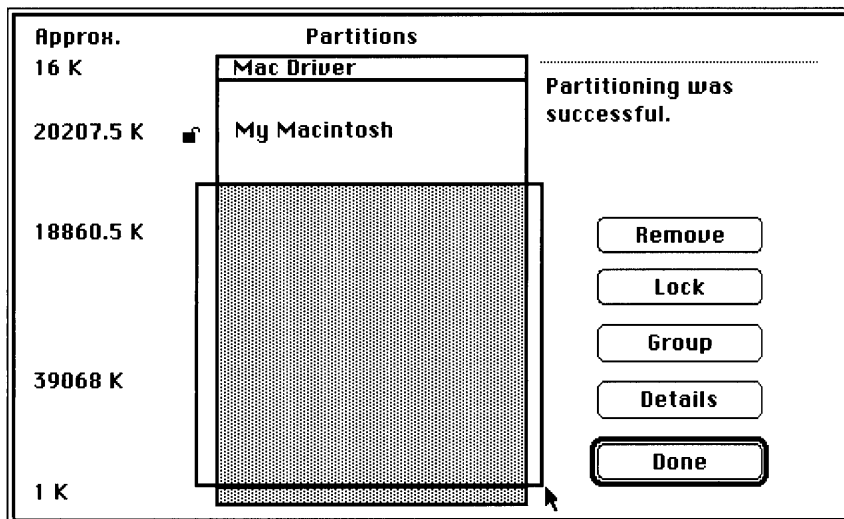 Approx. Partitions
16 K Mac Driver
Partitioning was
successful.
20207.5 K My Macintosh
18860.5 K
Remove
Lock
Group
39068 K
Details
Done
1 K